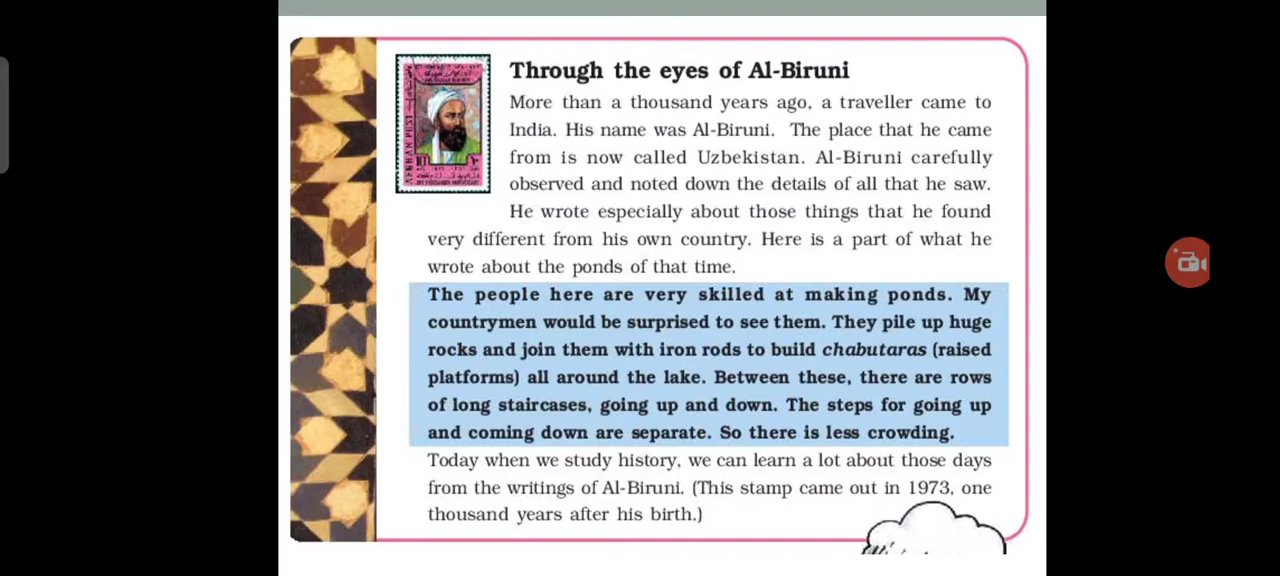 Through the eyes of Al-Biruni
More than a thousand years ago, a traveller came to
India. His name was Al-Biruni. The place that he came
from is now called Uzbekistan. Al-Biruni carefully
observed and noted down the details of all that he saw.
He wrote especially about those things that he found
very different from his own country. Here is a part of what he
wrote about the ponds of that time.
The people here are very skilled at making ponds. My
countrymen would be surprised to see them. They pile up huge
rocks and join them with iron rods to build chabutaras (raised
platforms) all around the lake. Between these, there are rows
of long staircases, going up and down. The steps for going up
and coming down are separate. So there is less crowding.
Today when we study history, we can learn a lot about those days
from the writings of Al-Biruni. (This stamp came out in 1973, one
thousand years after his birth.)
AFGHAN POST
10